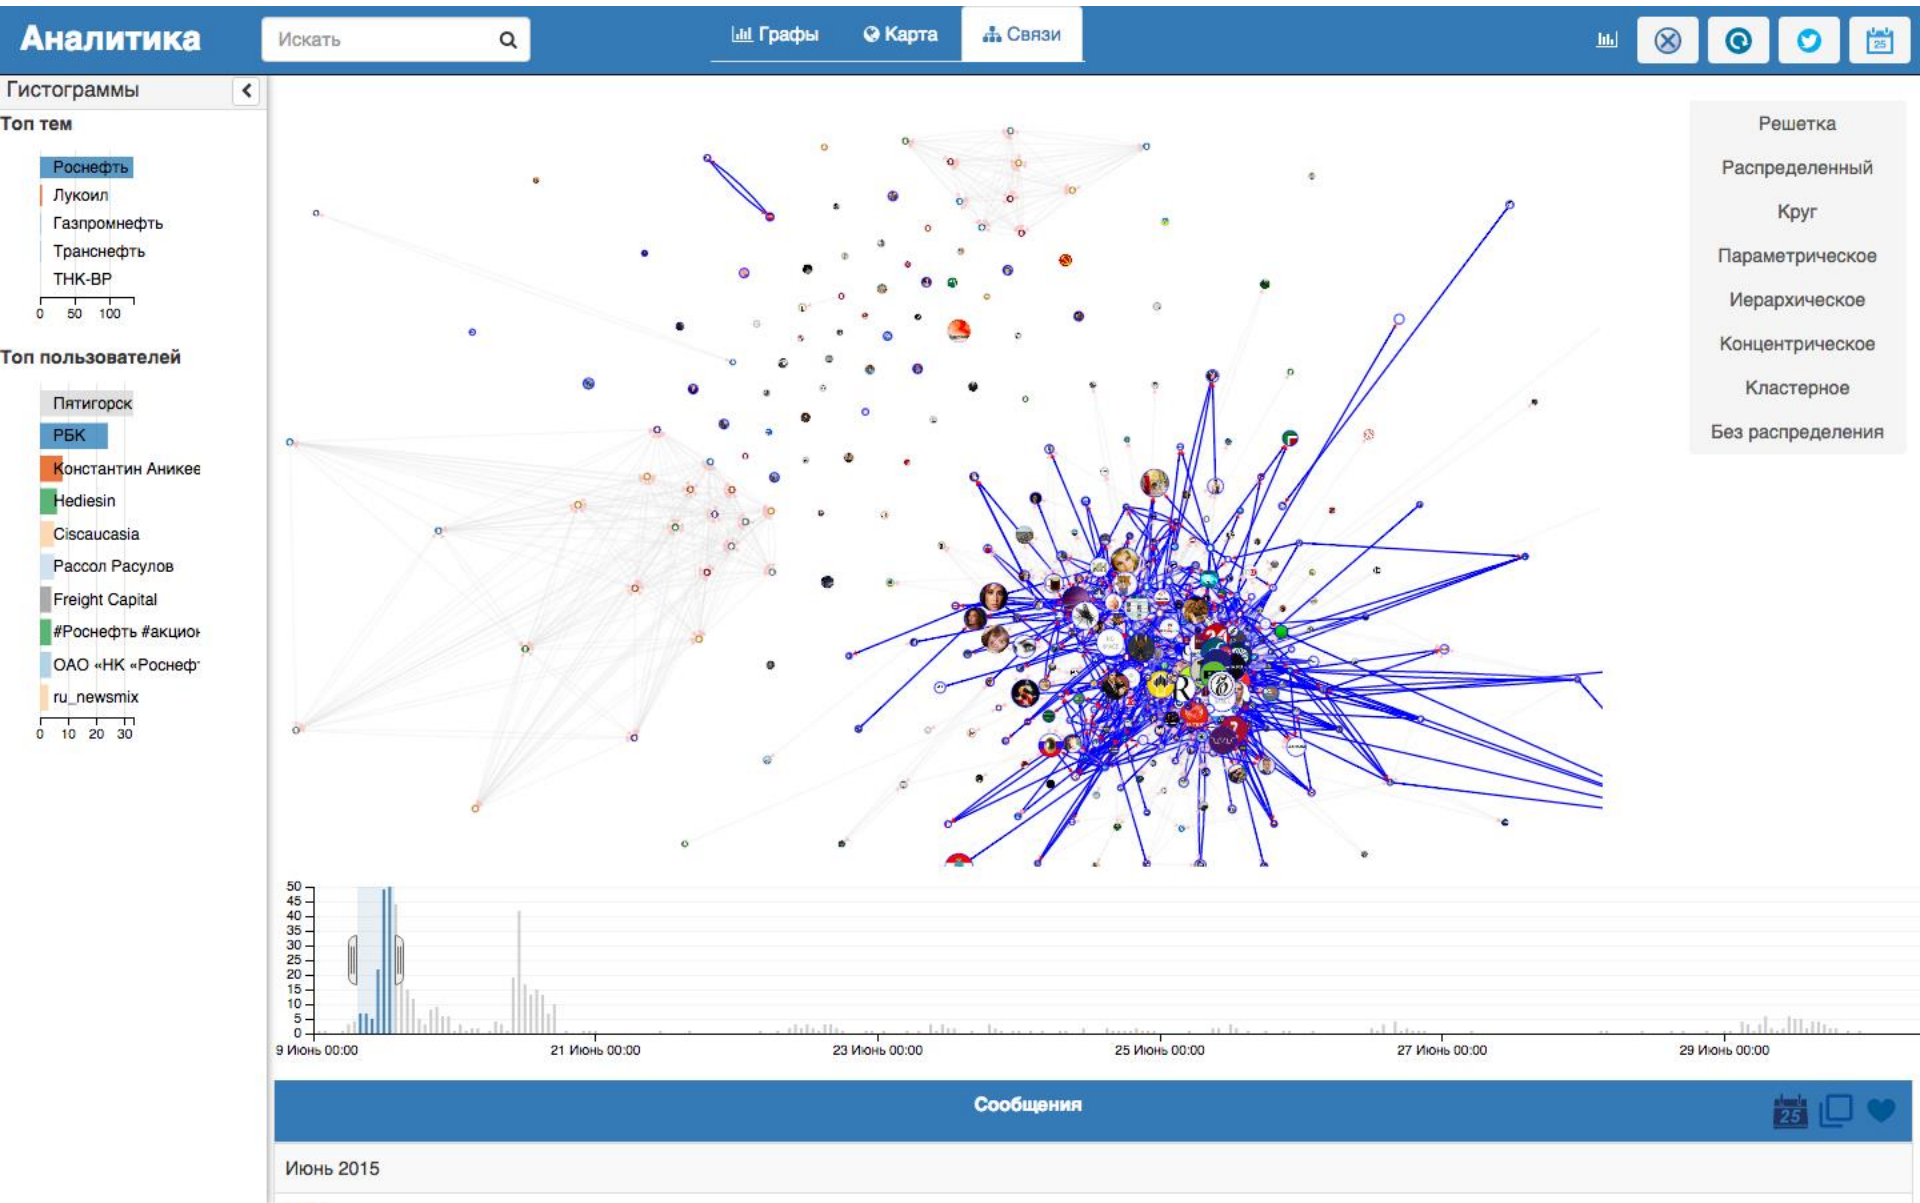 Аналитика
Искать
Графы
Карта
Связи
25
Гистограммы
Топ тем
Роснефть
Лукоил
Газпромнефть
Транснефть
ТНК-ВР
0 50 100
Топ пользователей
Пятигорск
РБК
Константин Аникее
Hediesin
Ciscaucasia
Рассол Расулов
Freight Capital
#Роснефть #акцион
ОАО «НК «Роснеф
ru_newsmix
0 10 20 30
Решетка
Распределенный
Круг
Параметрическое
Иерархическое
Концентрическое
Кластерное
Без распределения
R
50
45
40
35
30
25
20
15
10
5
0
9 Июнь 00:00
21 Июнь 00:00
23 Июнь 00:00
25 Июнь 00:00
27 Июнь 00:00
29 Июнь 00:00
Сообщения
25
Июнь 2015